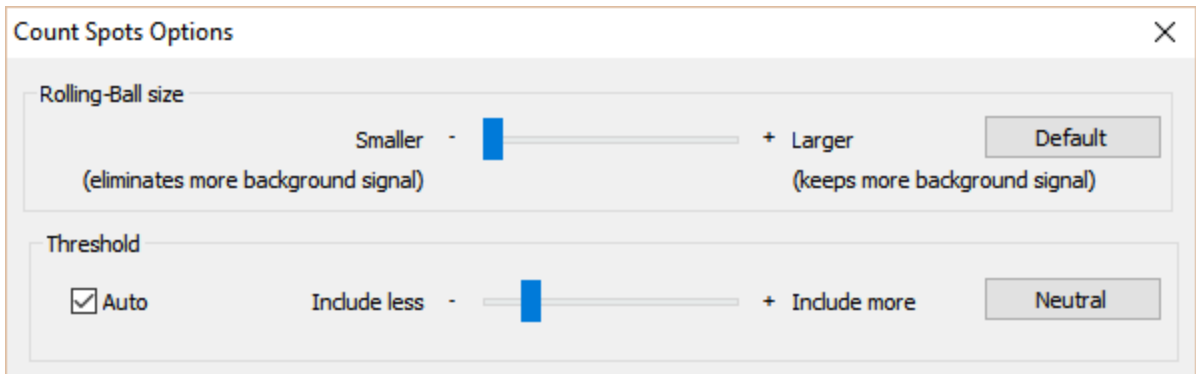 Count Spots Options
Rolling-Ball size
Smaller - + Larger Default
(eliminates more background signal) (keeps more background signal)
Threshold
Auto Include less - + Include more Neutral